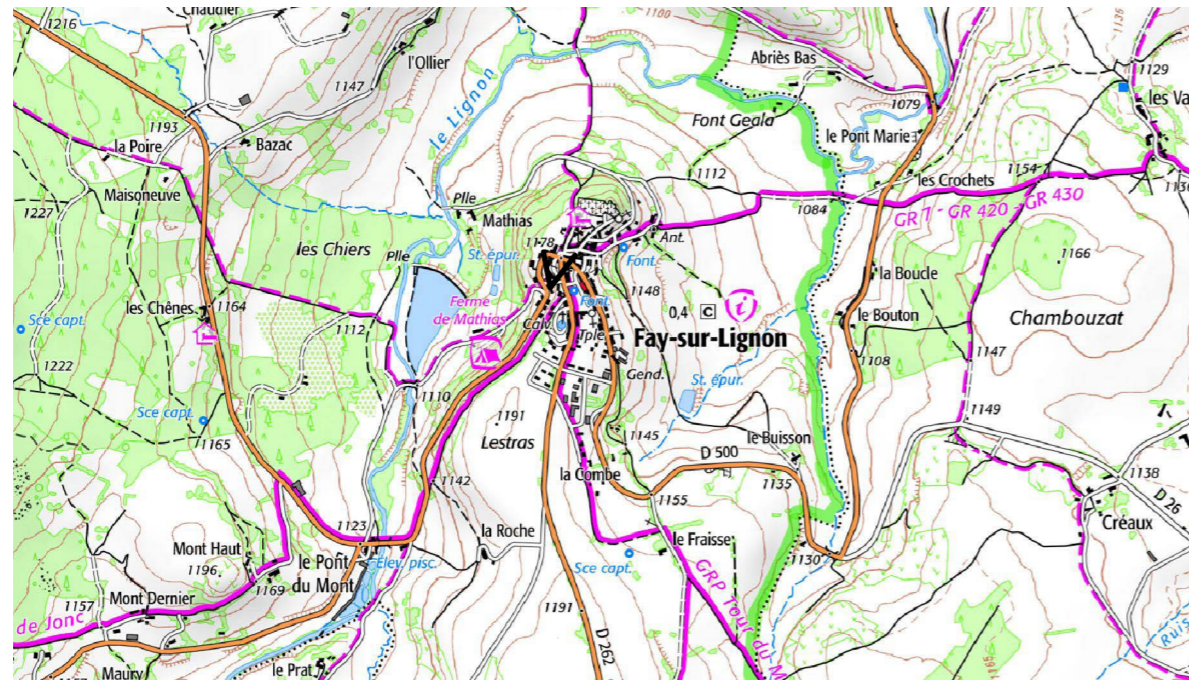 1216
Chaudier
l'Ollier
1147
1193
la Poire
Bazac
Maisoneuve
1227
le Lignon
1100
Abriès Bas
1079
Font Geala
le Pont Marie
1135
1129
les Va
1154
les Crochets
1112
1084
GR 7 - GR 420 - GR 430
1136
Plle
Mathias
les Chiers
Plle
St. épur.
1178
Ant.
Font.
1148
les Chênes
1164
Sce capt.
1112
Ferme
de Mathias
Font.
Calv.
Tple
0,4
C
i
Fay-sur-Lignon
la Boucle
1166
le Bouton
Chambouzat
1222
1108
1147
Gend.
St. épur.
1110
1191
Lestras
Sce capt.
1165
1149
1145
le Buisson
D 500
1135
la Combe
1155
1142
1138
D 26
Créaux
1123
la Roche
le Fraisse
Sce capt.
1130
Mont Haut
1196
le Pont
du Mont
Elev. pisc.
1169
1157
Mont Dernier
de Jonc
1191
D 262
GRP Tour du M
Maury
le Prat
Ruis